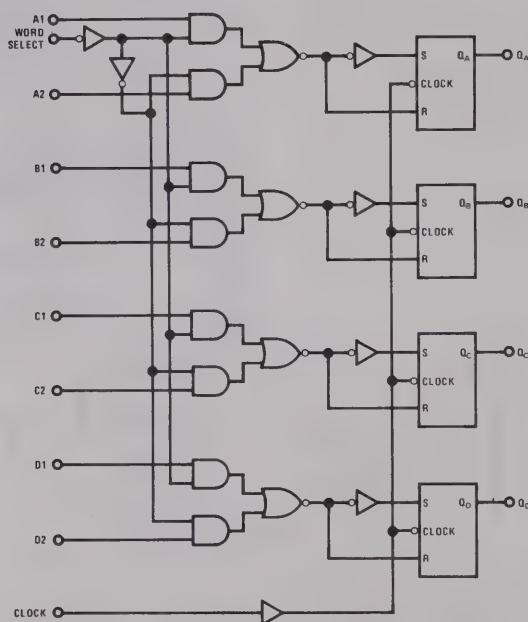 A1
WORD
SELECT
A2
S QA QA
CLOCK
R
B1
B2
S QB QB
CLOCK
R
C1
C2
S QC QC
CLOCK
R
D1
D2
S QD QD
CLOCK
R
CLOCK